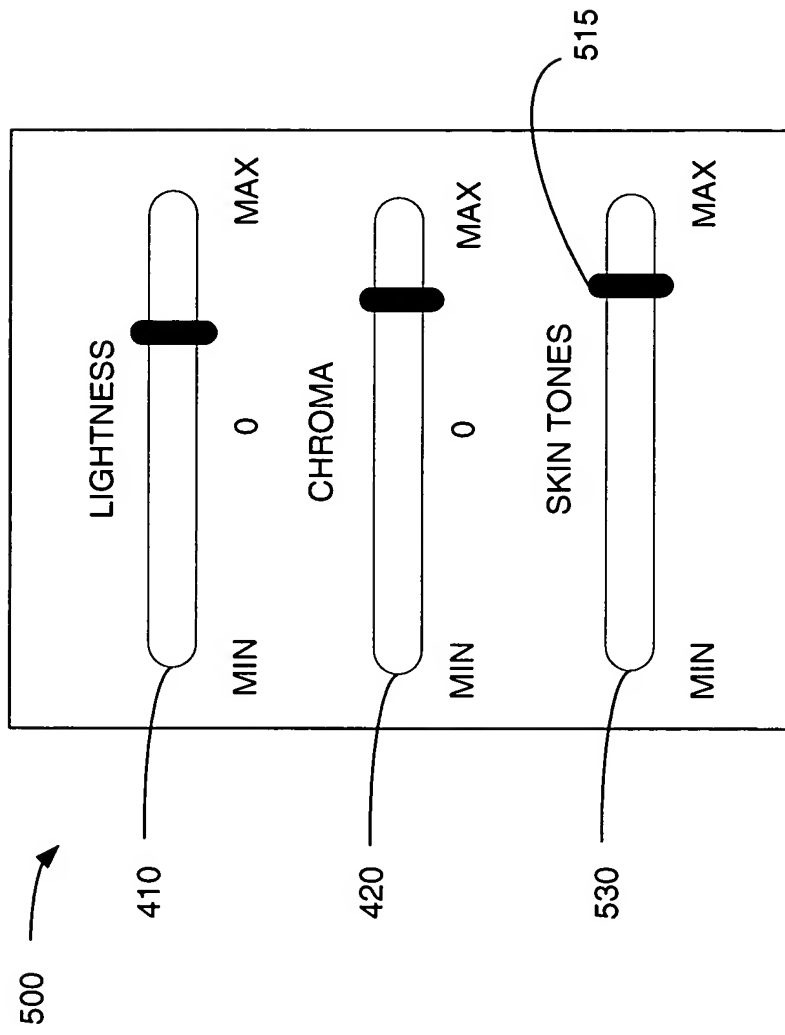 500
410
LIGHTNESS
MIN
0
MAX
420
CHROMA
MIN
0
MAX
530
SKIN TONES
MIN
MAX
515